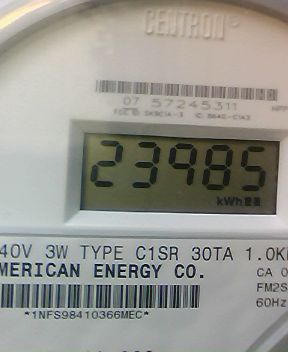 CENTRON®
07 57245311
23985
kWh
40V 3W TYPE C1SR 30TA 1.0K
MERICAN ENERGY CO.
CA 0
FM2S
60Hz
*1NFS98410366MEC*